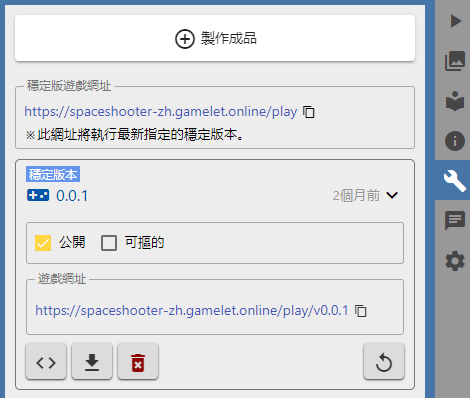 製作成品
穩定版遊戲網址
https://spaceshooter-zh.gamelet.online/play
※此網址將執行最新指定的穩定版本。
穩定版本
0.0.1
2個月前
公開
可摳的
遊戲網址
https://spaceshooter-zh.gamelet.online/play/v0.0.1